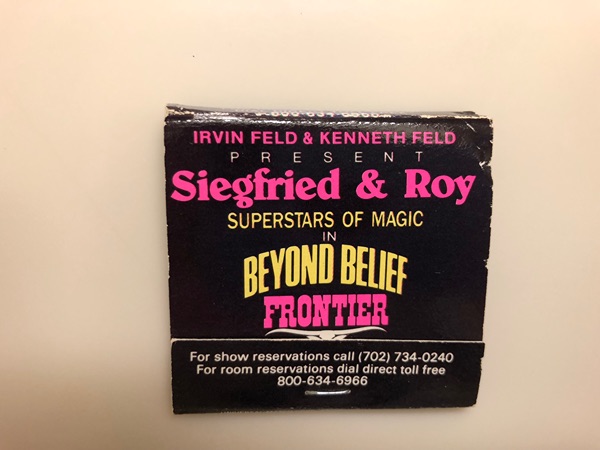 IRVIN FELD & KENNETH FELD
PRESENT
Siegfried & Roy
SUPERSTARS OF MAGIC
IN
BEYOND BELIEF
FRONTIER
For show reservations call (702) 734-0240
For room reservations dial direct toll free
800-634-6966